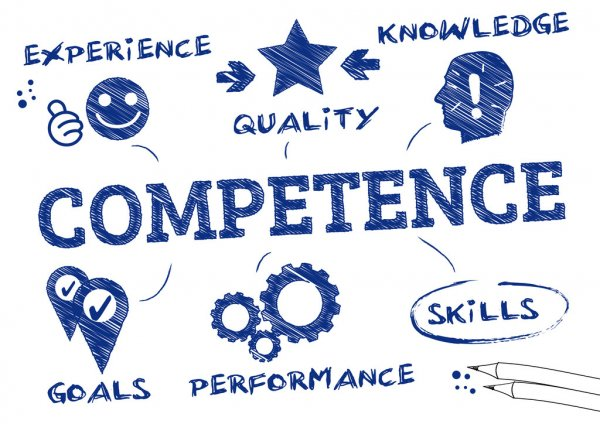 EXPERIENCE
KNOWLEDGE
QUALITY
COMPETENCE
SKILLS
GOALS
PERFORMANCE